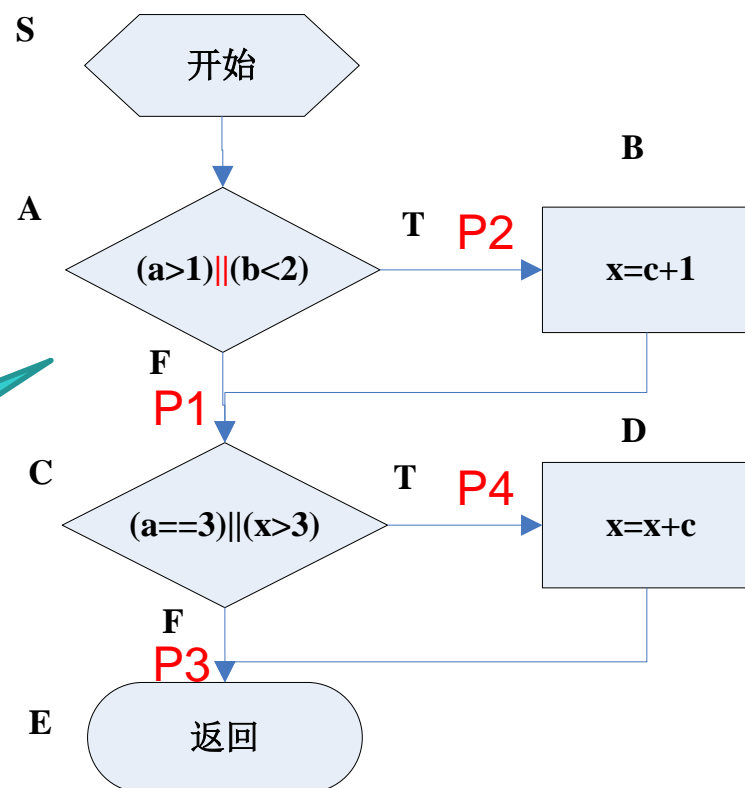 S
开始
B
A
(a>1)||(b<2)
T
P2
x=c+1
F
P1
D
C
(a==3)||(x>3)
T
P4
x=x+c
F
P3
E
返回